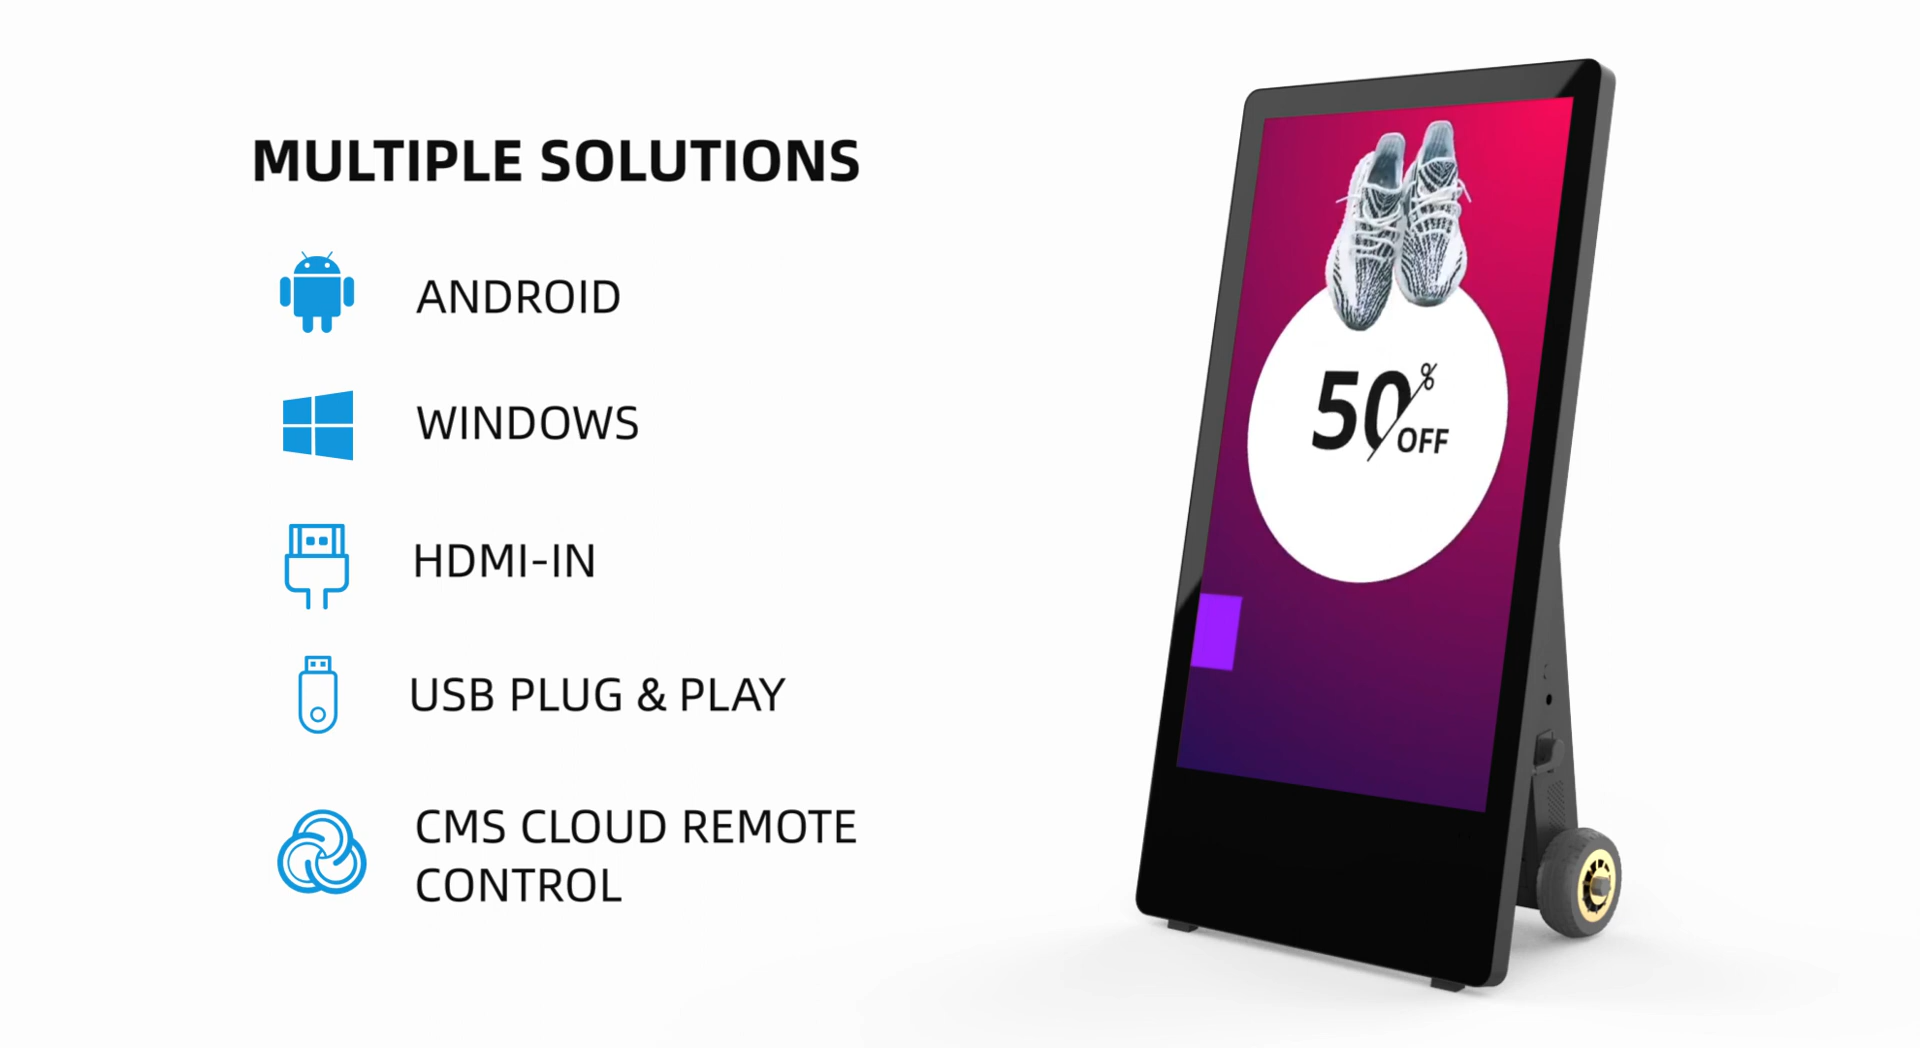 MULTIPLE SOLUTIONS
ANDROID
WINDOWS
HDMI-IN
USB PLUG & PLAY
CMS CLOUD REMOTE
CONTROL
50%
OFF